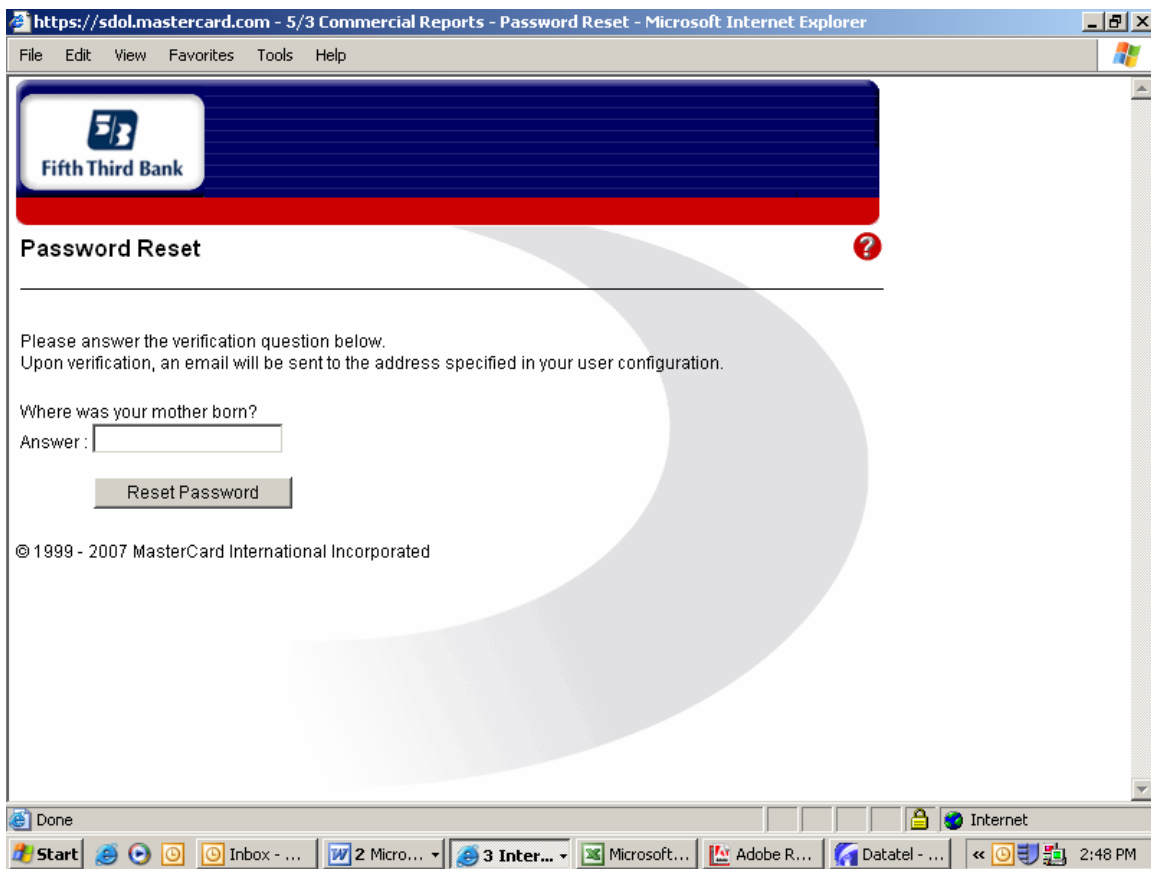 https://sdol.mastercard.com - 5/3 Commercial Reports - Password Reset - Microsoft Internet Explorer
File Edit View Favorites Tools Help
5/3
Fifth Third Bank
Password Reset
?
Please answer the verification question below.
Upon verification, an email will be sent to the address specified in your user configuration.
Where was your mother born?
Answer :
Reset Password
© 1999 - 2007 MasterCard International Incorporated
Done Internet
Start Inbox - ... 2 Micro... 3 Inter... Microsoft... Adobe R... Datatel - ... « 2:48 PM